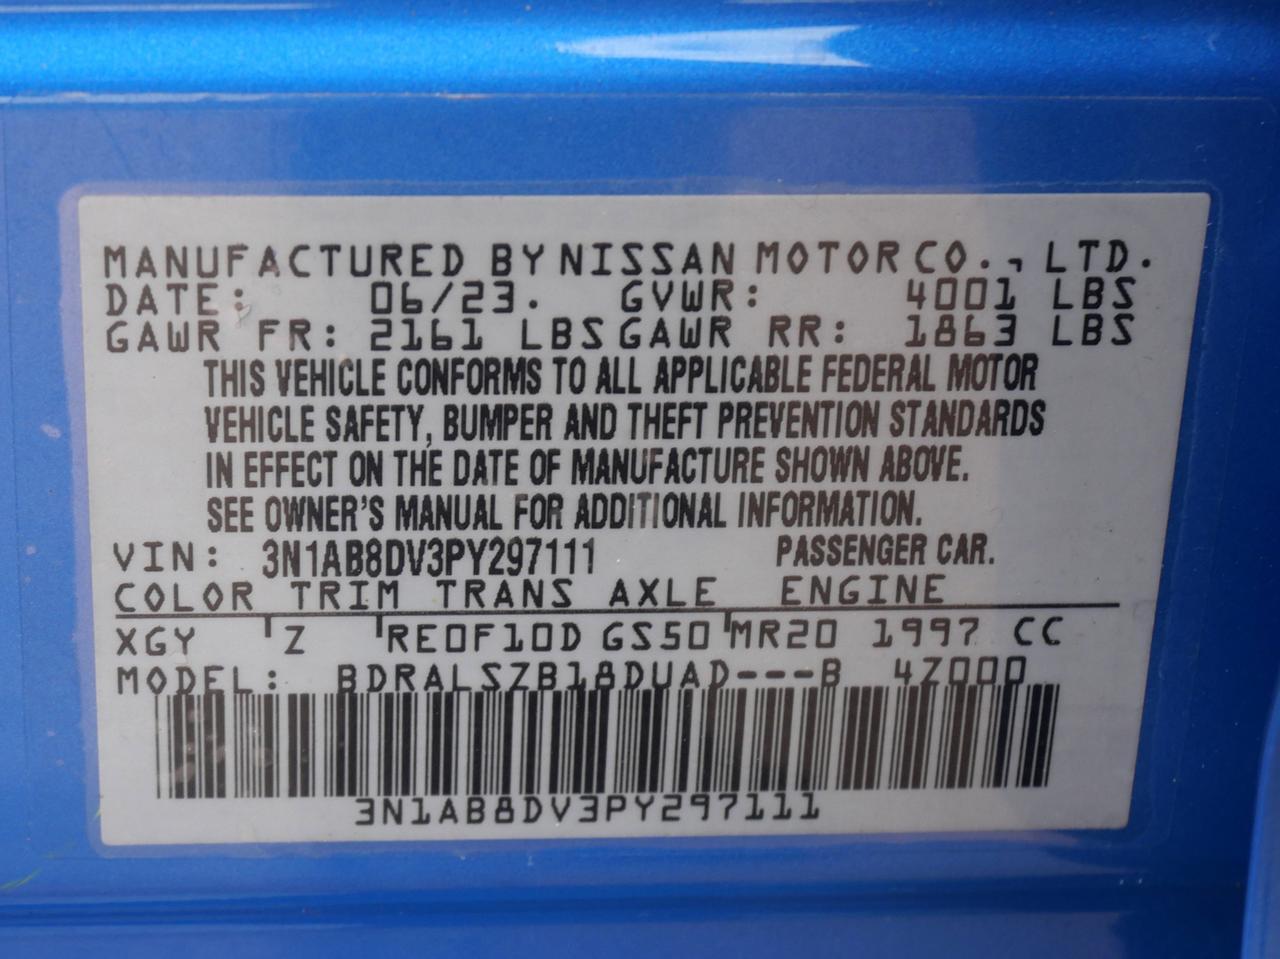 MANUFACTURED BY NISSAN MOTOR CO., LTD.
DATE: 06/23. GVWR: 4001 LBS
GAWR FR: 2161 LBS GAWR RR: 1863 LBS
THIS VEHICLE CONFORMS TO ALL APPLICABLE FEDERAL MOTOR
VEHICLE SAFETY, BUMPER AND THEFT PREVENTION STANDARDS
IN EFFECT ON THE DATE OF MANUFACTURE SHOWN ABOVE.
SEE OWNER'S MANUAL FOR ADDITIONAL INFORMATION.
VIN: 3N1AB8DV3PY297111 PASSENGER CAR.
COLOR TRIM TRANS AXLE ENGINE
XGY Z RE0F10D GS50 MR20 1997 CC
MODEL: BDRALSZB18DUAD---B 4Z000
3N1AB8DV3PY297111